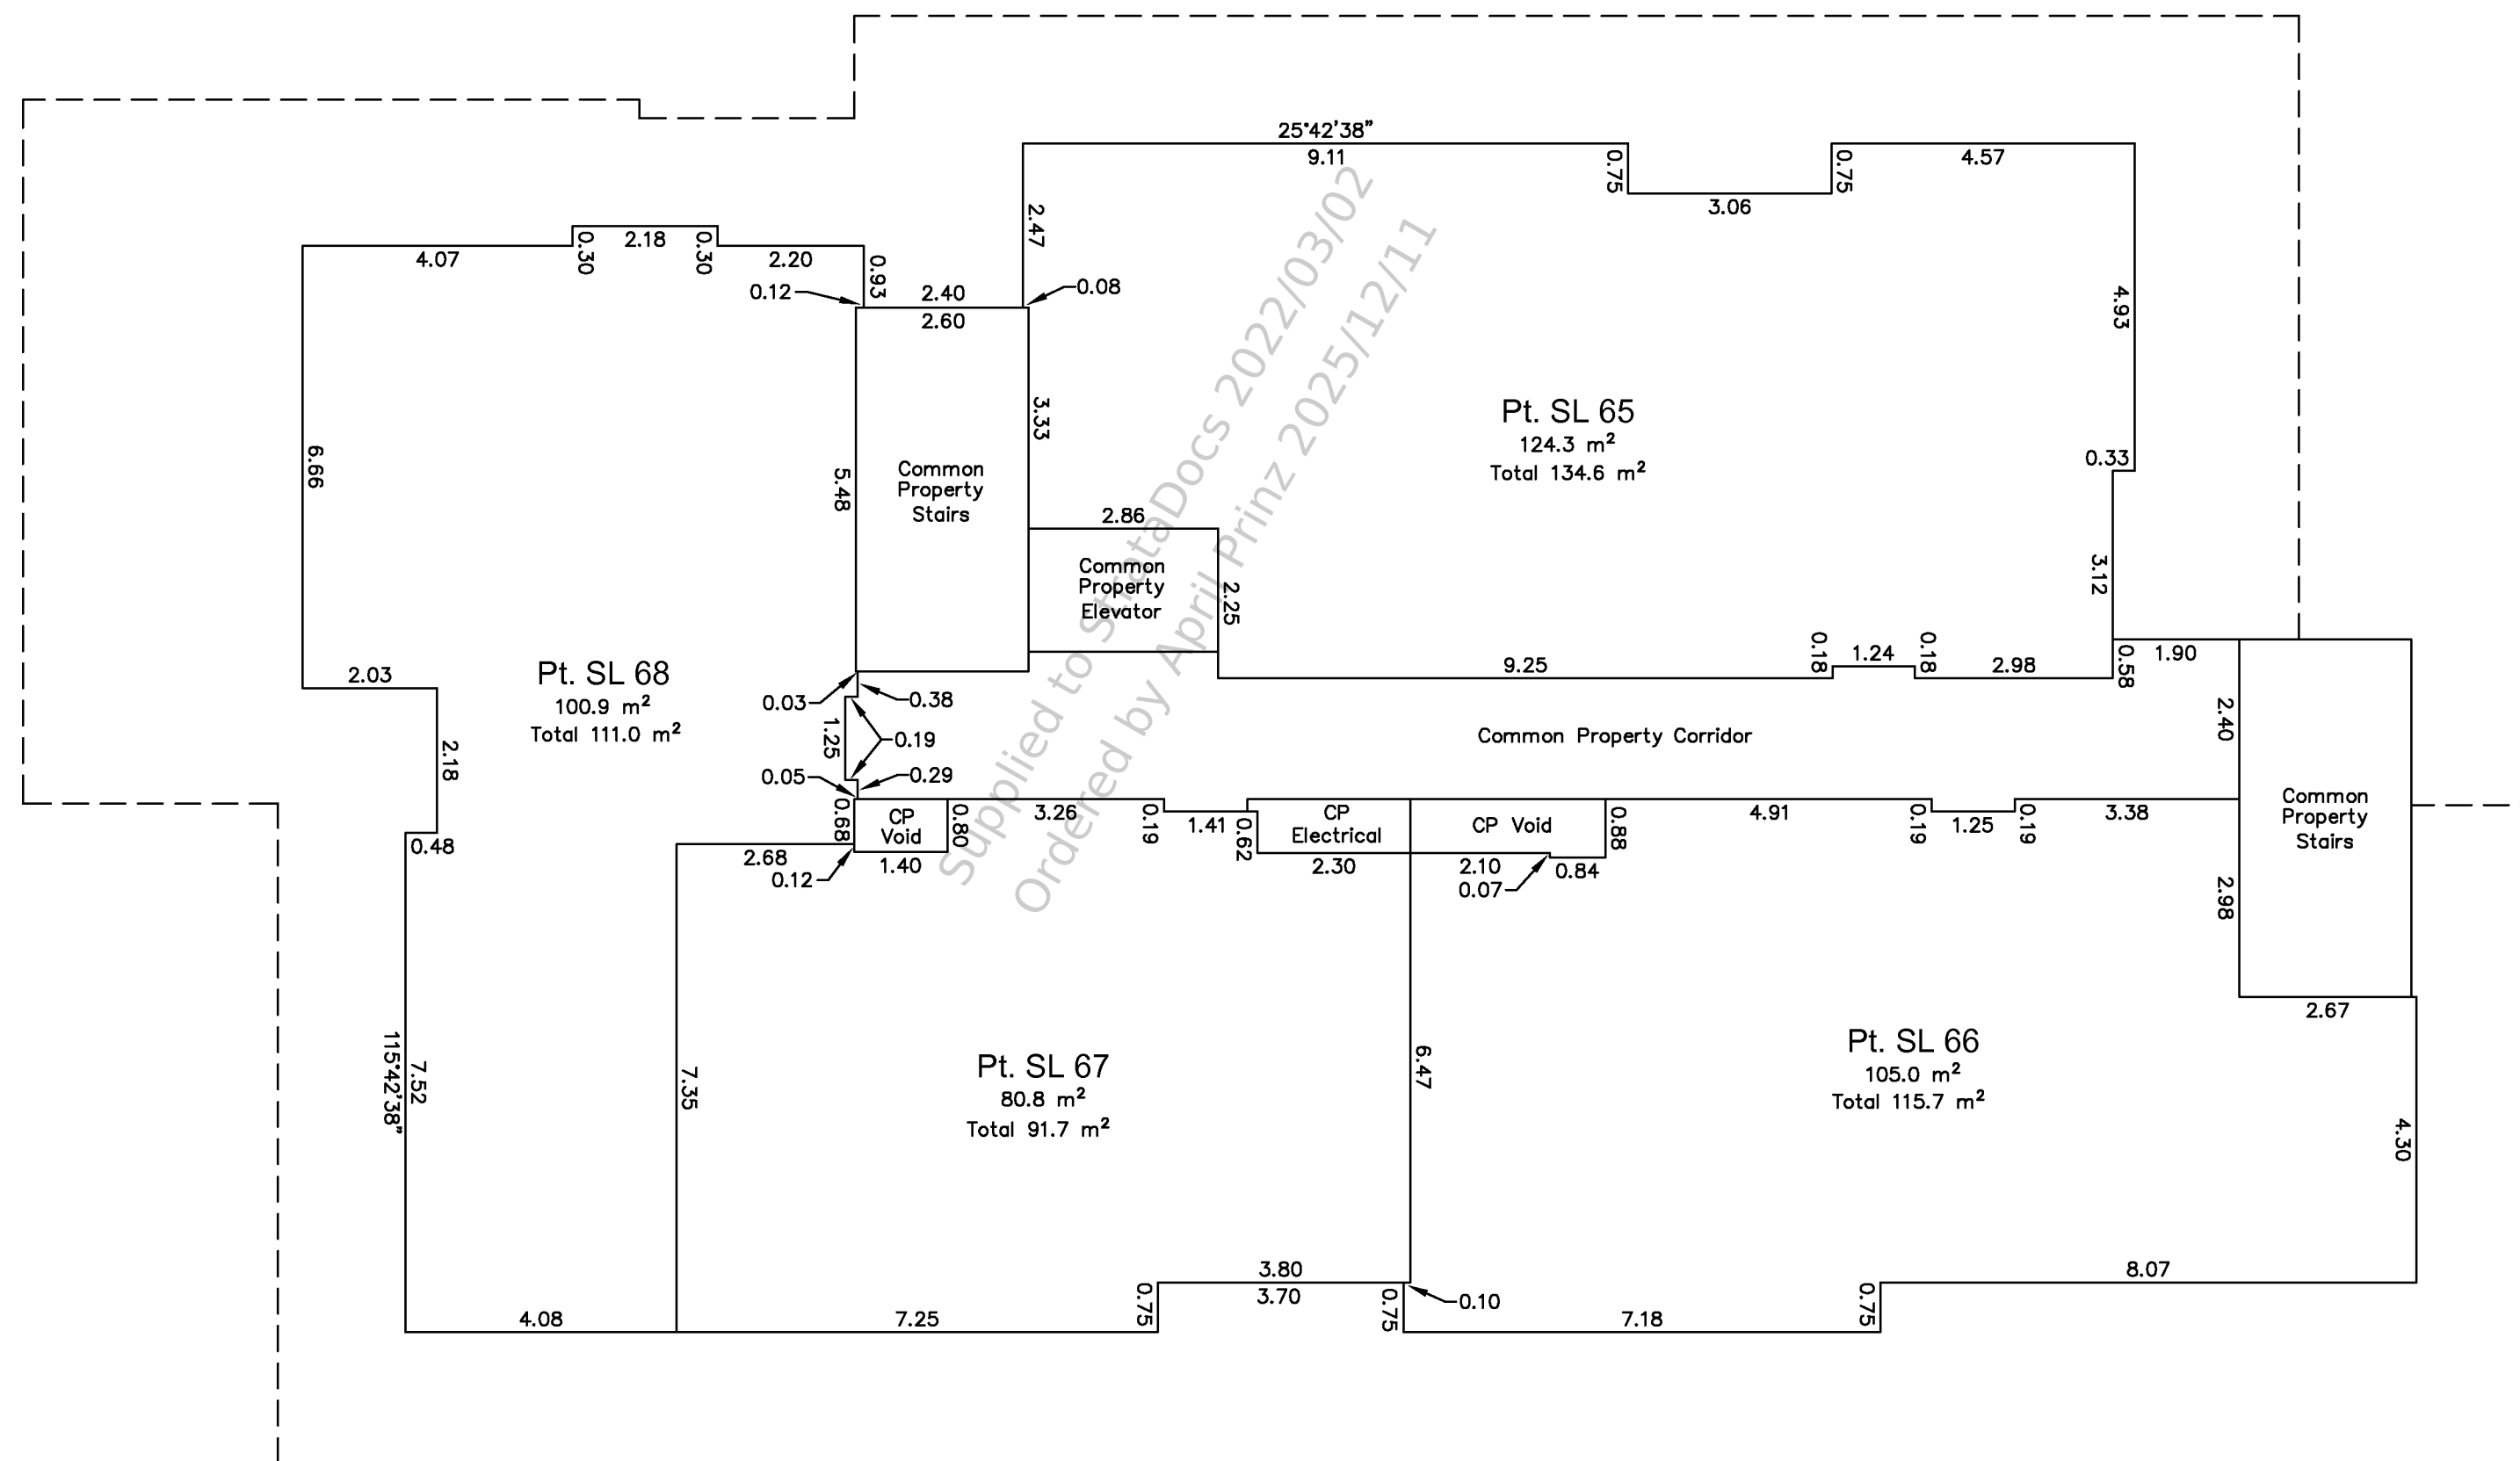 25°42'38"
9.11
0.75
3.06
0.75
4.57
2.47
4.07
0.30
2.18
0.30
2.20
0.93
0.12
2.40
0.08
2.60
4.93
6.66
5.48
3.33
Common
Property
Stairs
Pt. SL 65
124.3 m²
Total 134.6 m²
0.33
2.86
Common
Property
Elevator
2.25
3.12
9.25
0.18
1.24
0.18
2.98
0.58
1.90
2.03
Pt. SL 68
100.9 m²
Total 111.0 m²
0.03
0.38
1.25
0.19
0.05
0.29
2.18
Common Property Corridor
2.40
0.48
0.68
CP
Void
0.80
3.26
0.19
1.41
0.62
CP
Electrical
CP Void
0.88
4.91
0.19
1.25
0.19
3.38
Common
Property
Stairs
2.68
0.12
1.40
2.30
2.10
0.07
0.84
2.98
2.67
115°42'38"
7.52
7.35
Pt. SL 67
80.8 m²
Total 91.7 m²
6.47
Pt. SL 66
105.0 m²
Total 115.7 m²
4.30
3.80
3.70
0.75
0.75
0.10
0.75
8.07
4.08
7.25
7.18
Supplied to StrataDocs 2022/03/02
Ordered by April Prinz 2025/12/11